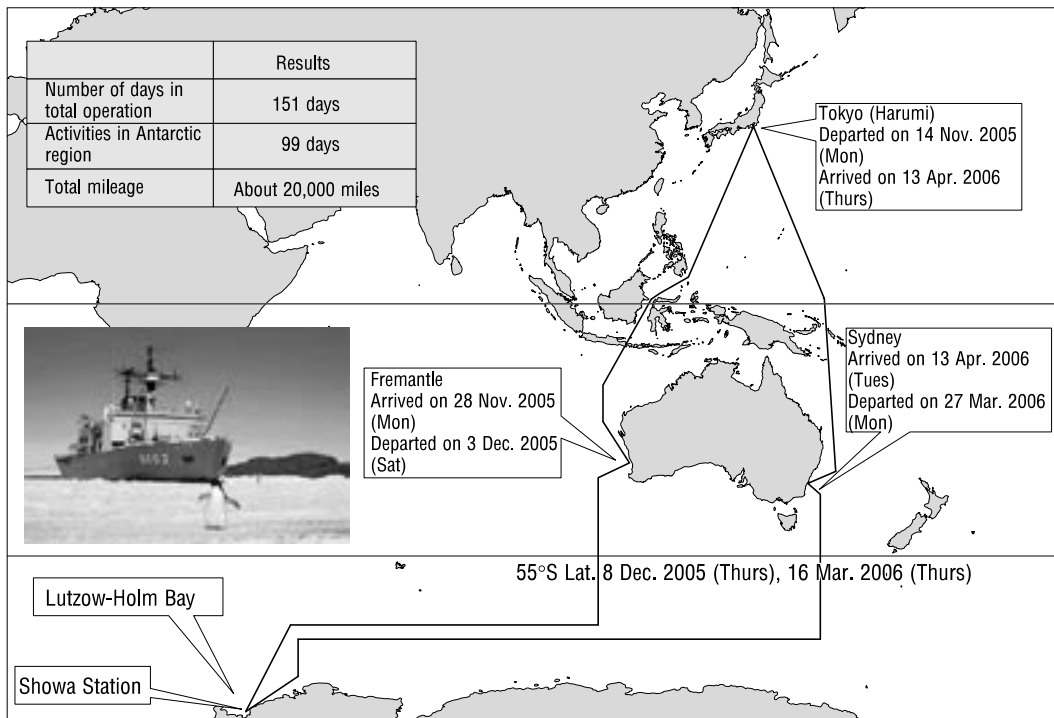 Results
Number of days in
total operation
151 days
Activities in Antarctic
region
99 days
Total mileage
About 20,000 miles
Tokyo (Harumi)
Departed on 14 Nov. 2005
(Mon)
Arrived on 13 Apr. 2006
(Thurs)
Sydney
Arrived on 13 Apr. 2006
(Tues)
Departed on 27 Mar. 2006
(Mon)
Fremantle
Arrived on 28 Nov. 2005
(Mon)
Departed on 3 Dec. 2005
(Sat)
55°S Lat. 8 Dec. 2005 (Thurs), 16 Mar. 2006 (Thurs)
Lutzow-Holm Bay
Showa Station